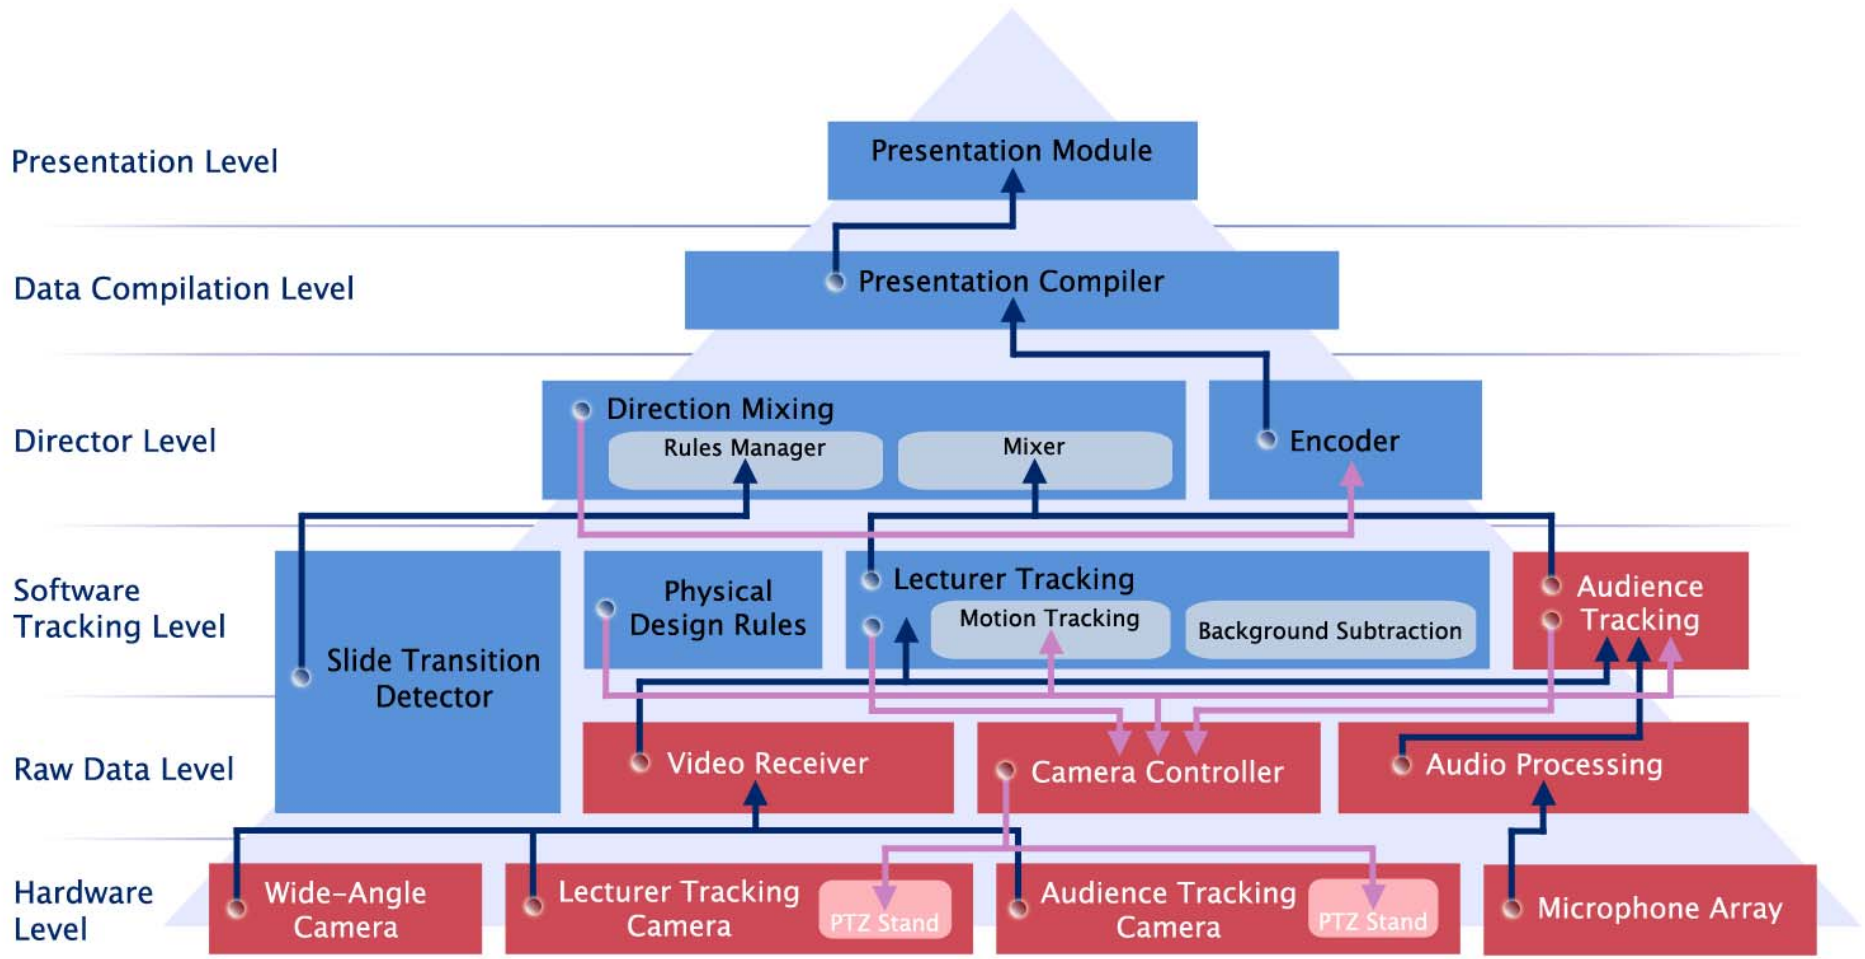 Presentation Level
Presentation Module
Data Compilation Level
Presentation Compiler
Director Level
Direction Mixing
Rules Manager
Mixer
Encoder
Software
Tracking Level
Slide Transition
Detector
Physical
Design Rules
Lecturer Tracking
Motion Tracking
Background Subtraction
Audience
Tracking
Raw Data Level
Video Receiver
Camera Controller
Audio Processing
Hardware
Level
Wide-Angle
Camera
Lecturer Tracking
Camera
PTZ Stand
Audience Tracking
Camera
PTZ Stand
Microphone Array